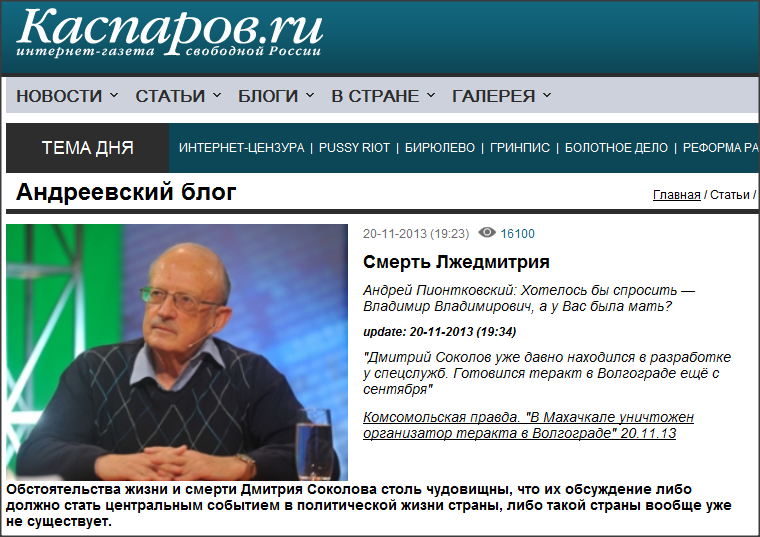 Каспаров.ru
интернет-газета свободной России
НОВОСТИ СТАТЬИ БЛОГИ В СТРАНЕ ГАЛЕРЕЯ
ТЕМА ДНЯ
ИНТЕРНЕТ-ЦЕНЗУРА | PUSSY RIOT | БИРЮЛЕВО | ГРИНПИС | БОЛОТНОЕ ДЕЛО | РЕФОРМА РА
Андреевский блог
Главная / Статьи /
20-11-2013 (19:23) 16100
Смерть Лжедмитрия
Андрей Пионтковский: Хотелось бы спросить —
Владимир Владимирович, а у Вас была мать?
update: 20-11-2013 (19:34)
"Дмитрий Соколов уже давно находился в разработке
у спецслужб. Готовился теракт в Волгограде ещё с
сентября"
Комсомольская правда. "В Махачкале уничтожен
организатор теракта в Волгограде" 20.11.13
Обстоятельства жизни и смерти Дмитрия Соколова столь чудовищны, что их обсуждение либо
должно стать центральным событием в политической жизни страны, либо такой страны вообще уже
не существует.